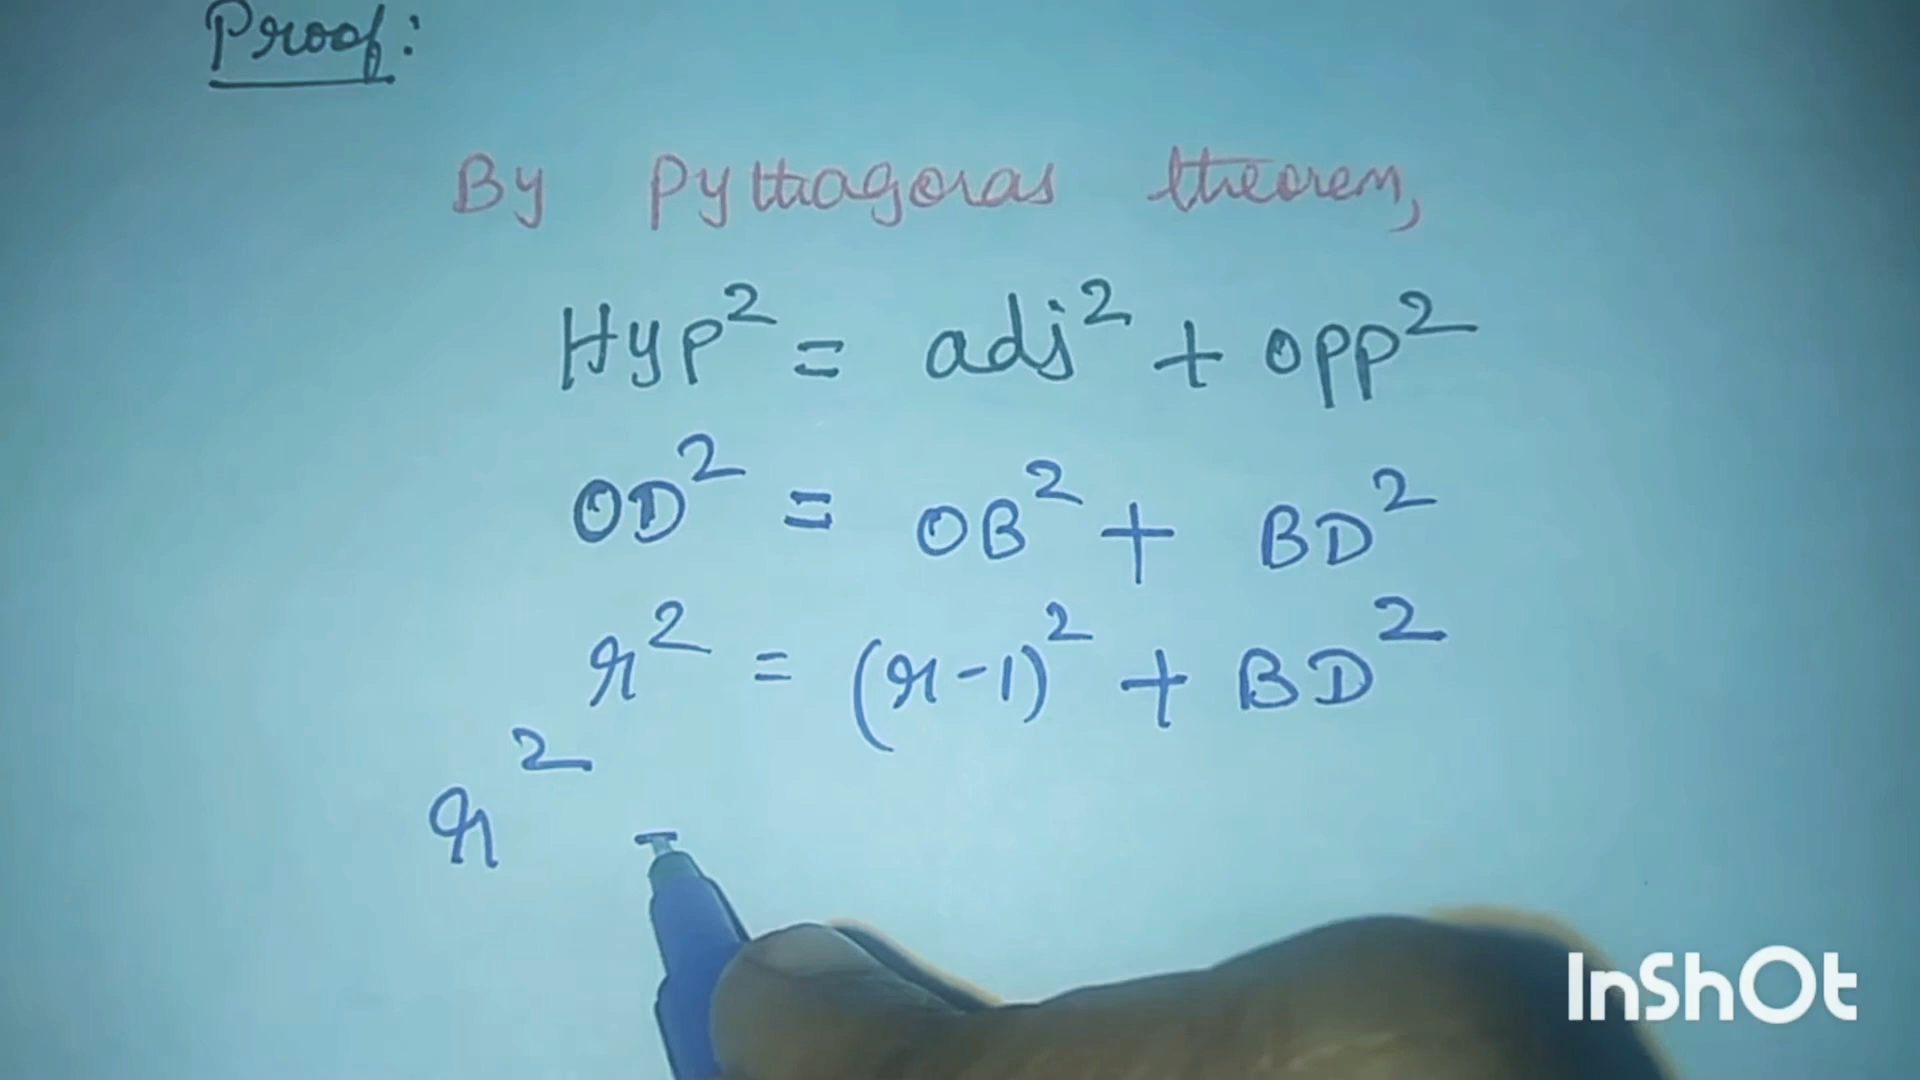 Proof:
By Pythagoras theorem,
Hyp² = adj² + opp²
OD² = OB² + BD²
r² = (r-1)² + BD²
r² -
InShOt